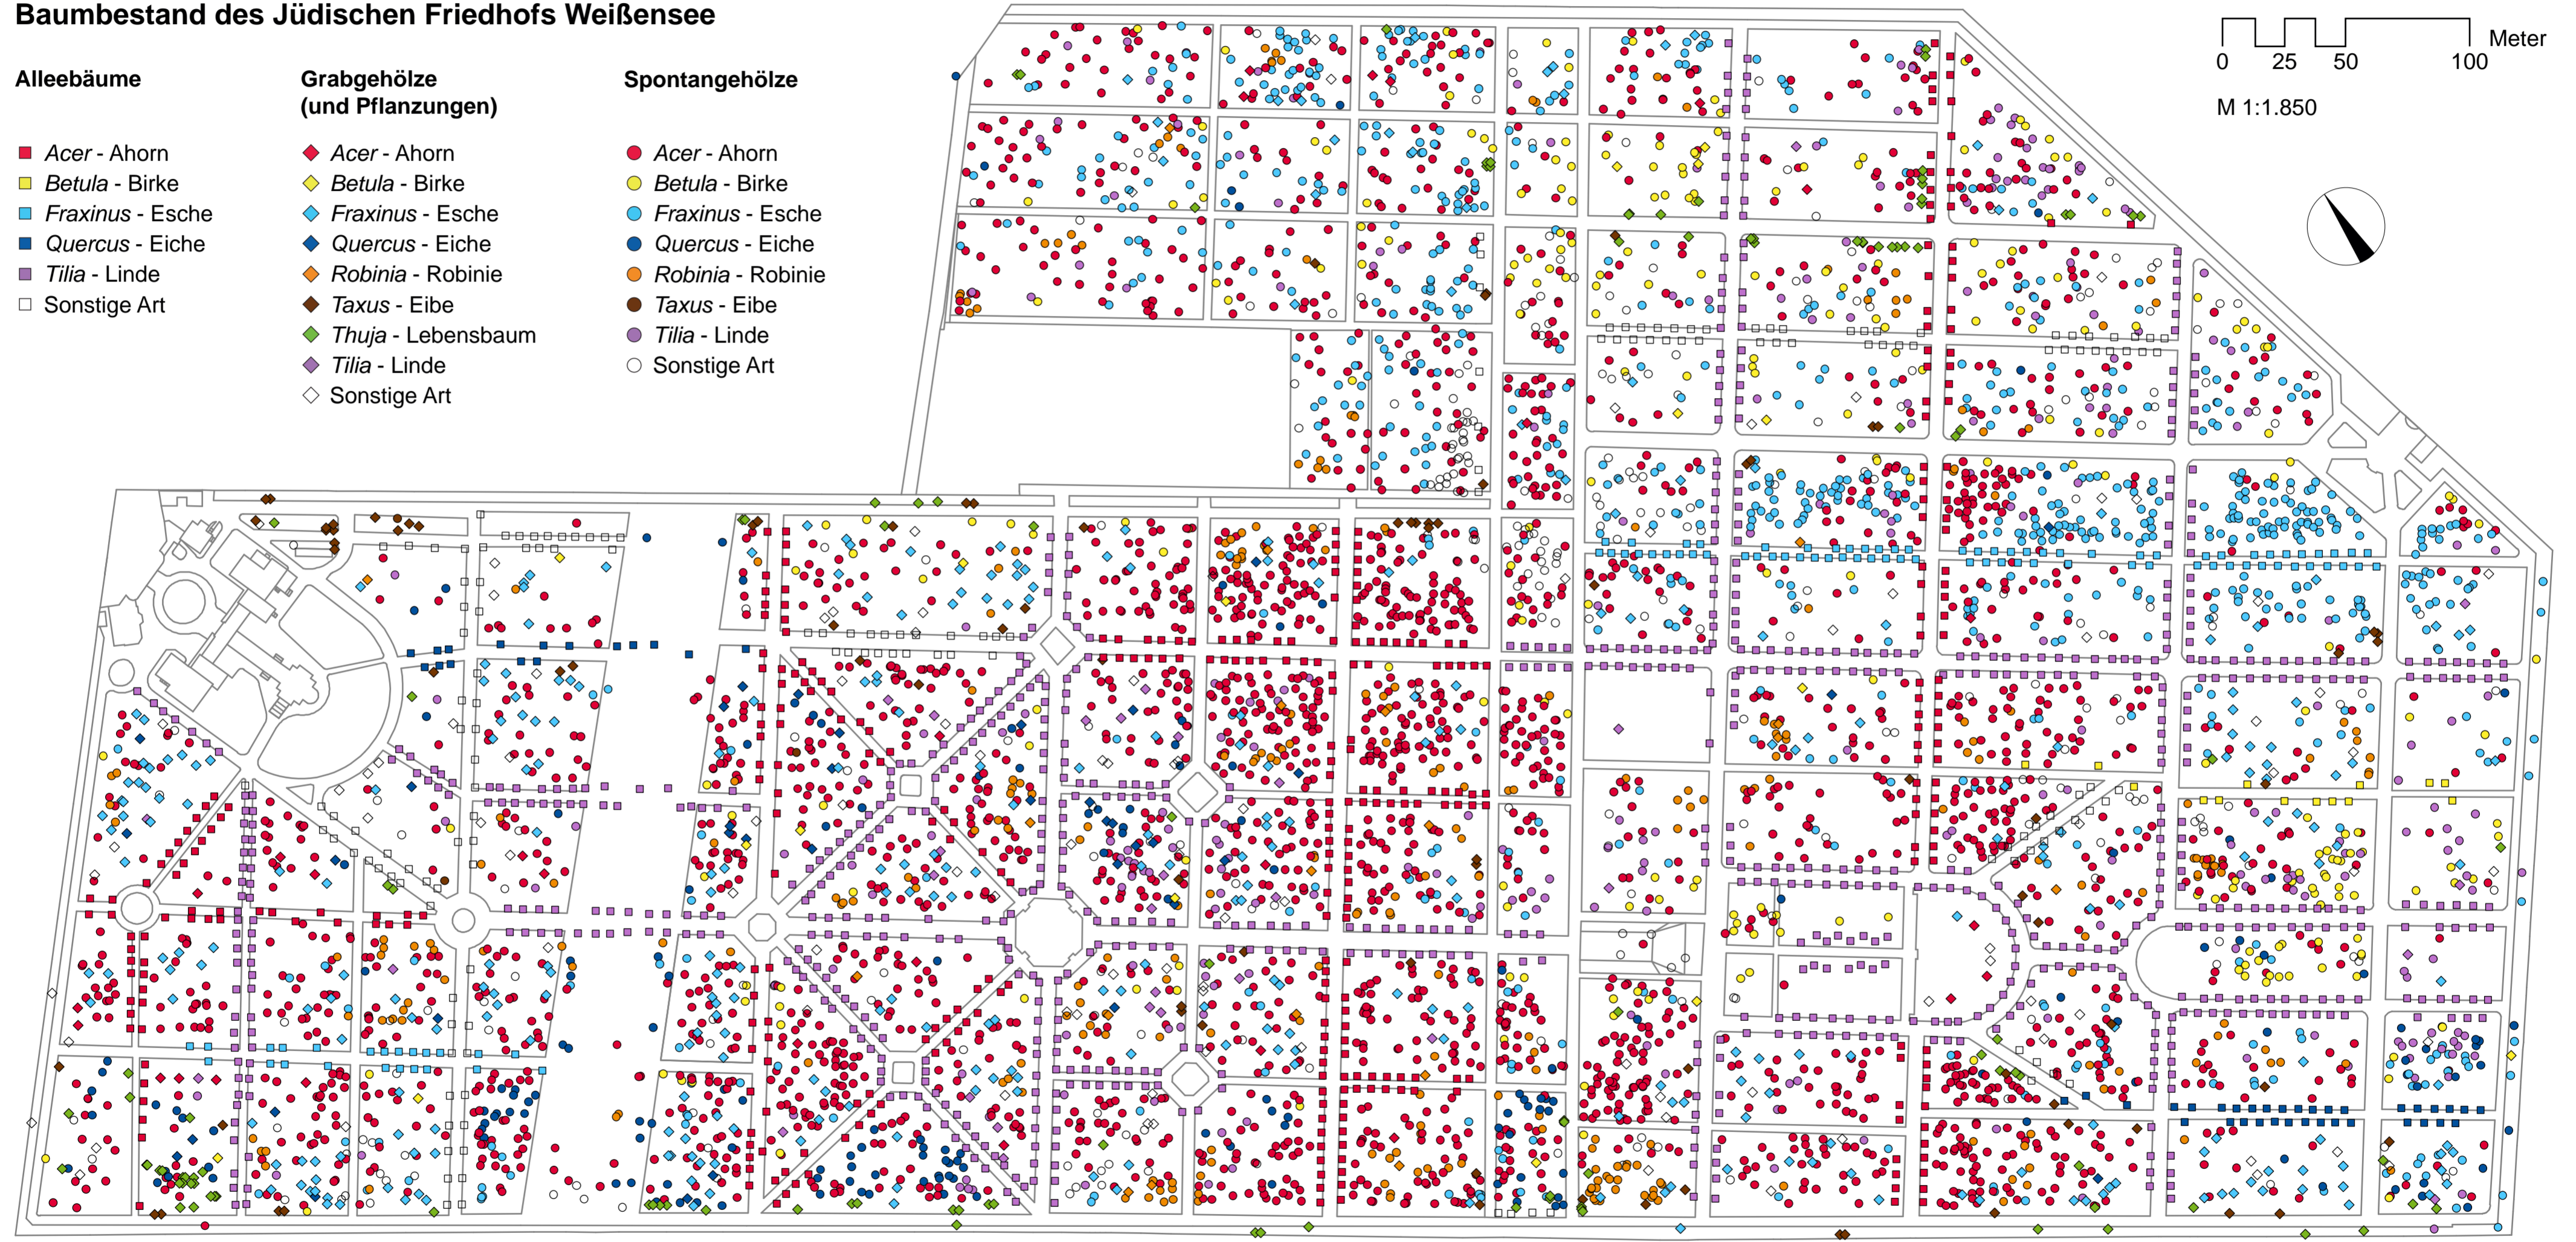 Baumbestand des Jüdischen Friedhofs Weißensee
Alleebäume
Acer - Ahorn
Betula - Birke
Fraxinus - Esche
Quercus - Eiche
Tilia - Linde
Sonstige Art
Grabgehölze
(und Pflanzungen)
Acer - Ahorn
Betula - Birke
Fraxinus - Esche
Quercus - Eiche
Robinia - Robinie
Taxus - Eibe
Thuja - Lebensbaum
Tilia - Linde
Sonstige Art
Spontangehölze
Acer - Ahorn
Betula - Birke
Fraxinus - Esche
Quercus - Eiche
Robinia - Robinie
Taxus - Eibe
Tilia - Linde
Sonstige Art
Meter
0 25 50 100
M 1:1.850